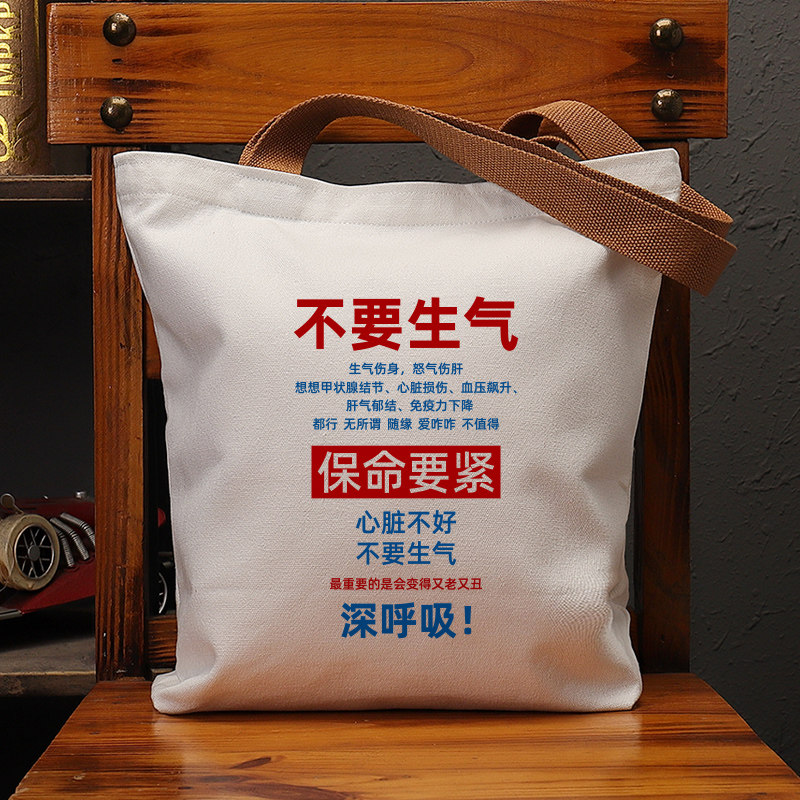 不要生气
生气伤身，怒气伤肝
想想甲状腺结节、心脏损伤、血压飙升、
肝气郁结、免疫力下降
都行 无所谓 随缘 爱咋咋 不值得
保命要紧
心脏不好
不要生气
最重要的是会变得又老又丑
深呼吸！